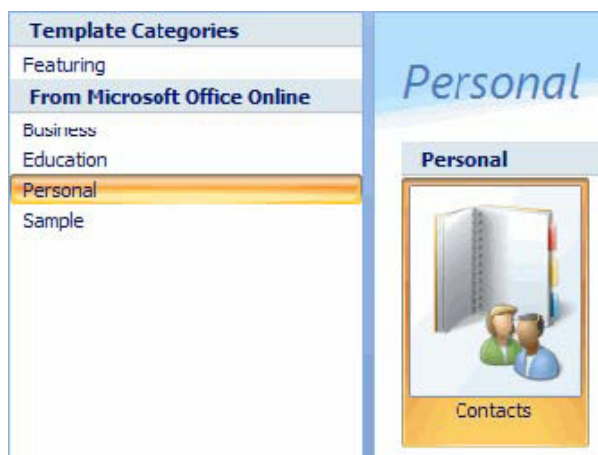 Template Categories
Featuring
From Microsoft Office Online
Business
Education
Personal
Sample
Personal
Personal
Contacts